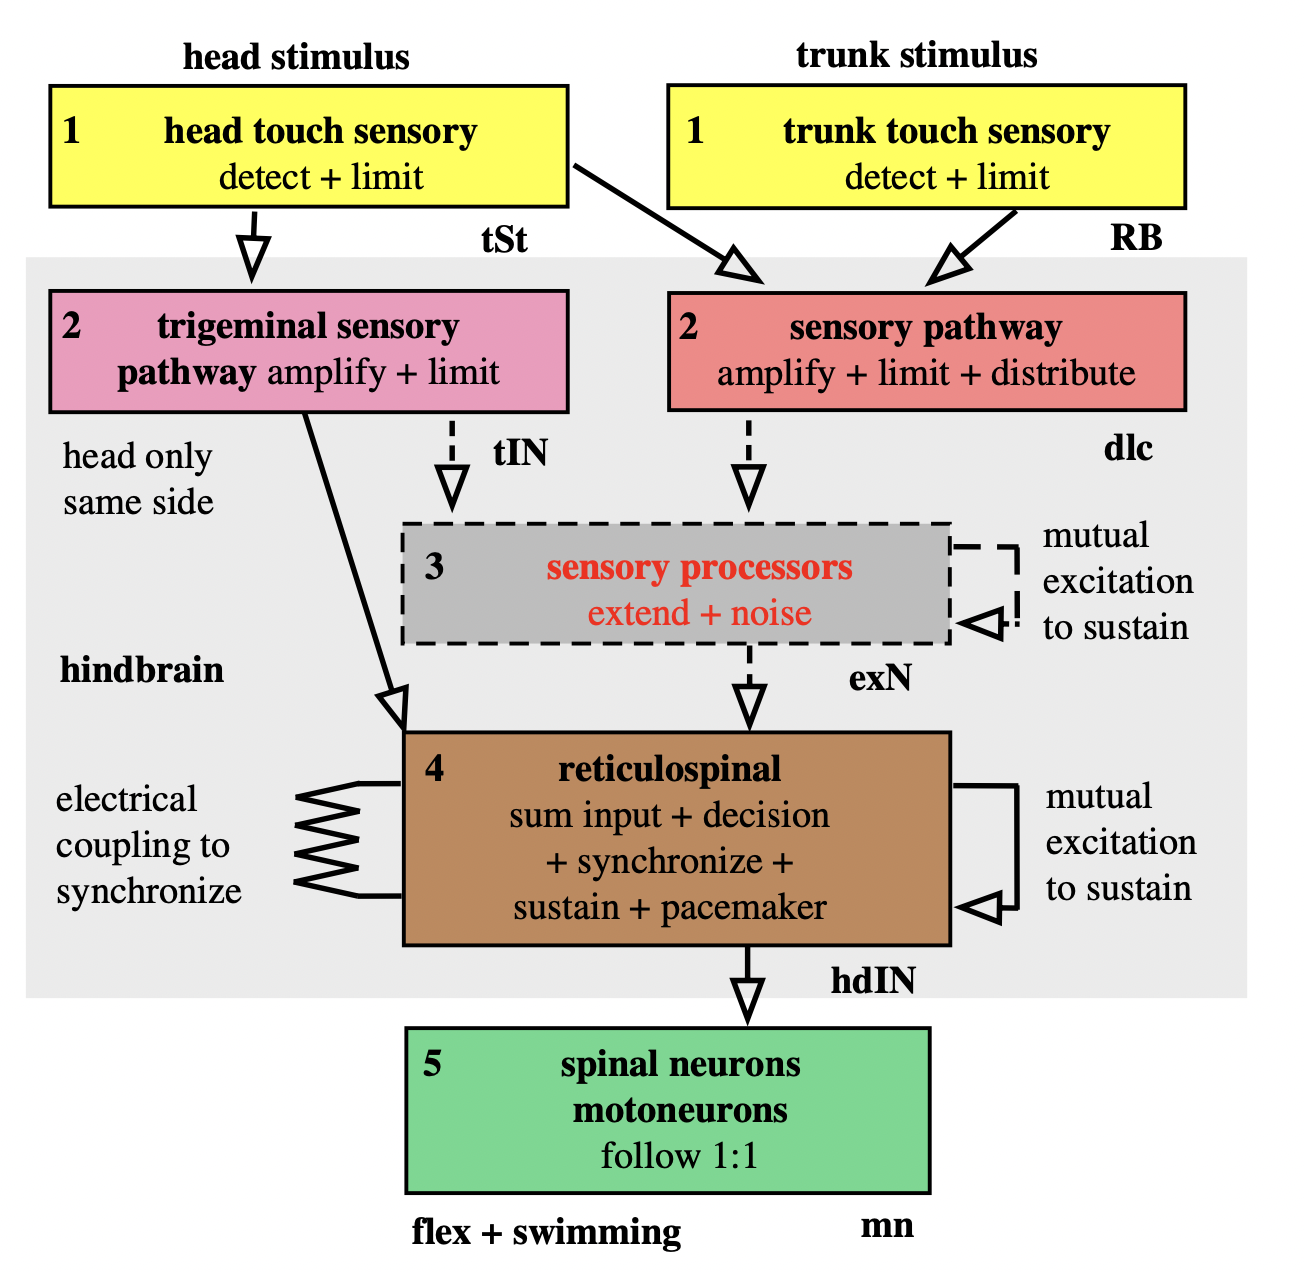 head stimulus
trunk stimulus
1 head touch sensory
detect + limit
1 trunk touch sensory
detect + limit
tSt
RB
2 trigeminal sensory
pathway amplify + limit
2 sensory pathway
amplify + limit + distribute
head only
same side
tIN
dlc
3 sensory processors
extend + noise
mutual
excitation
to sustain
hindbrain
exN
4 reticulospinal
sum input + decision
+ synchronize +
sustain + pacemaker
electrical
coupling to
synchronize
mutual
excitation
to sustain
hdIN
5 spinal neurons
motoneurons
follow 1:1
flex + swimming
mn